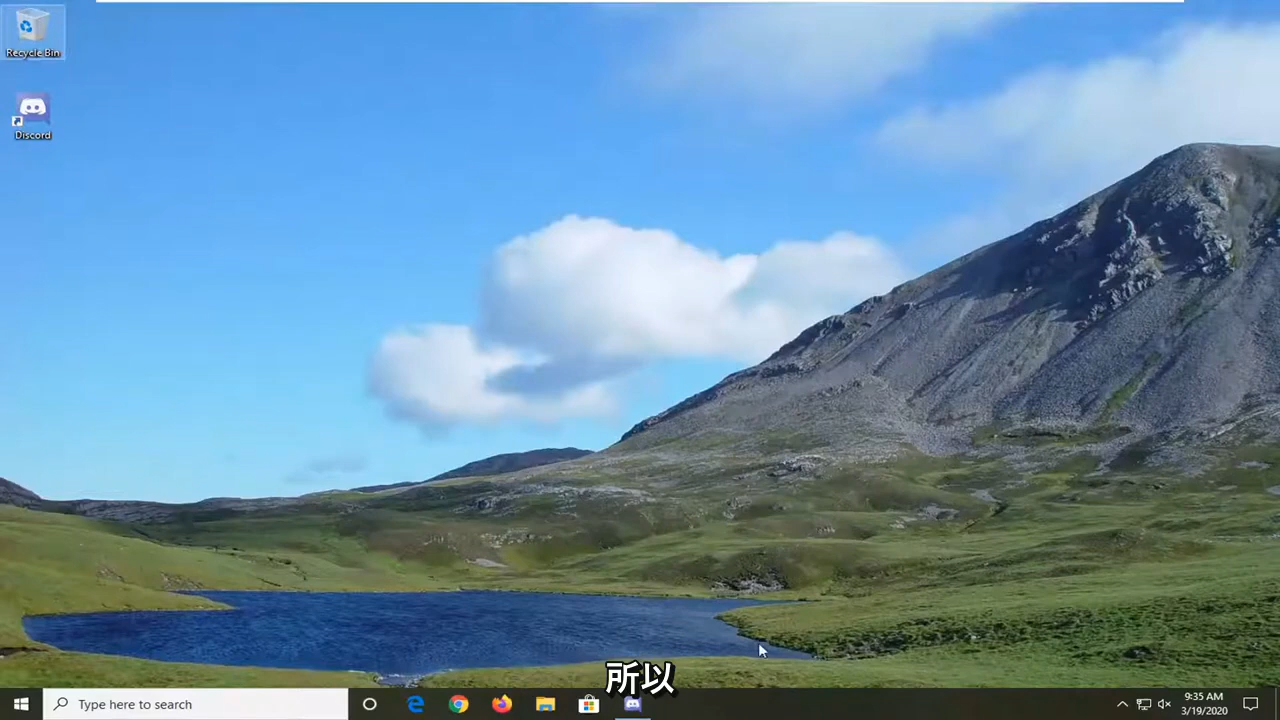 Recycle Bin
Discord
所以
Type here to search
9:35 AM
3/19/2020